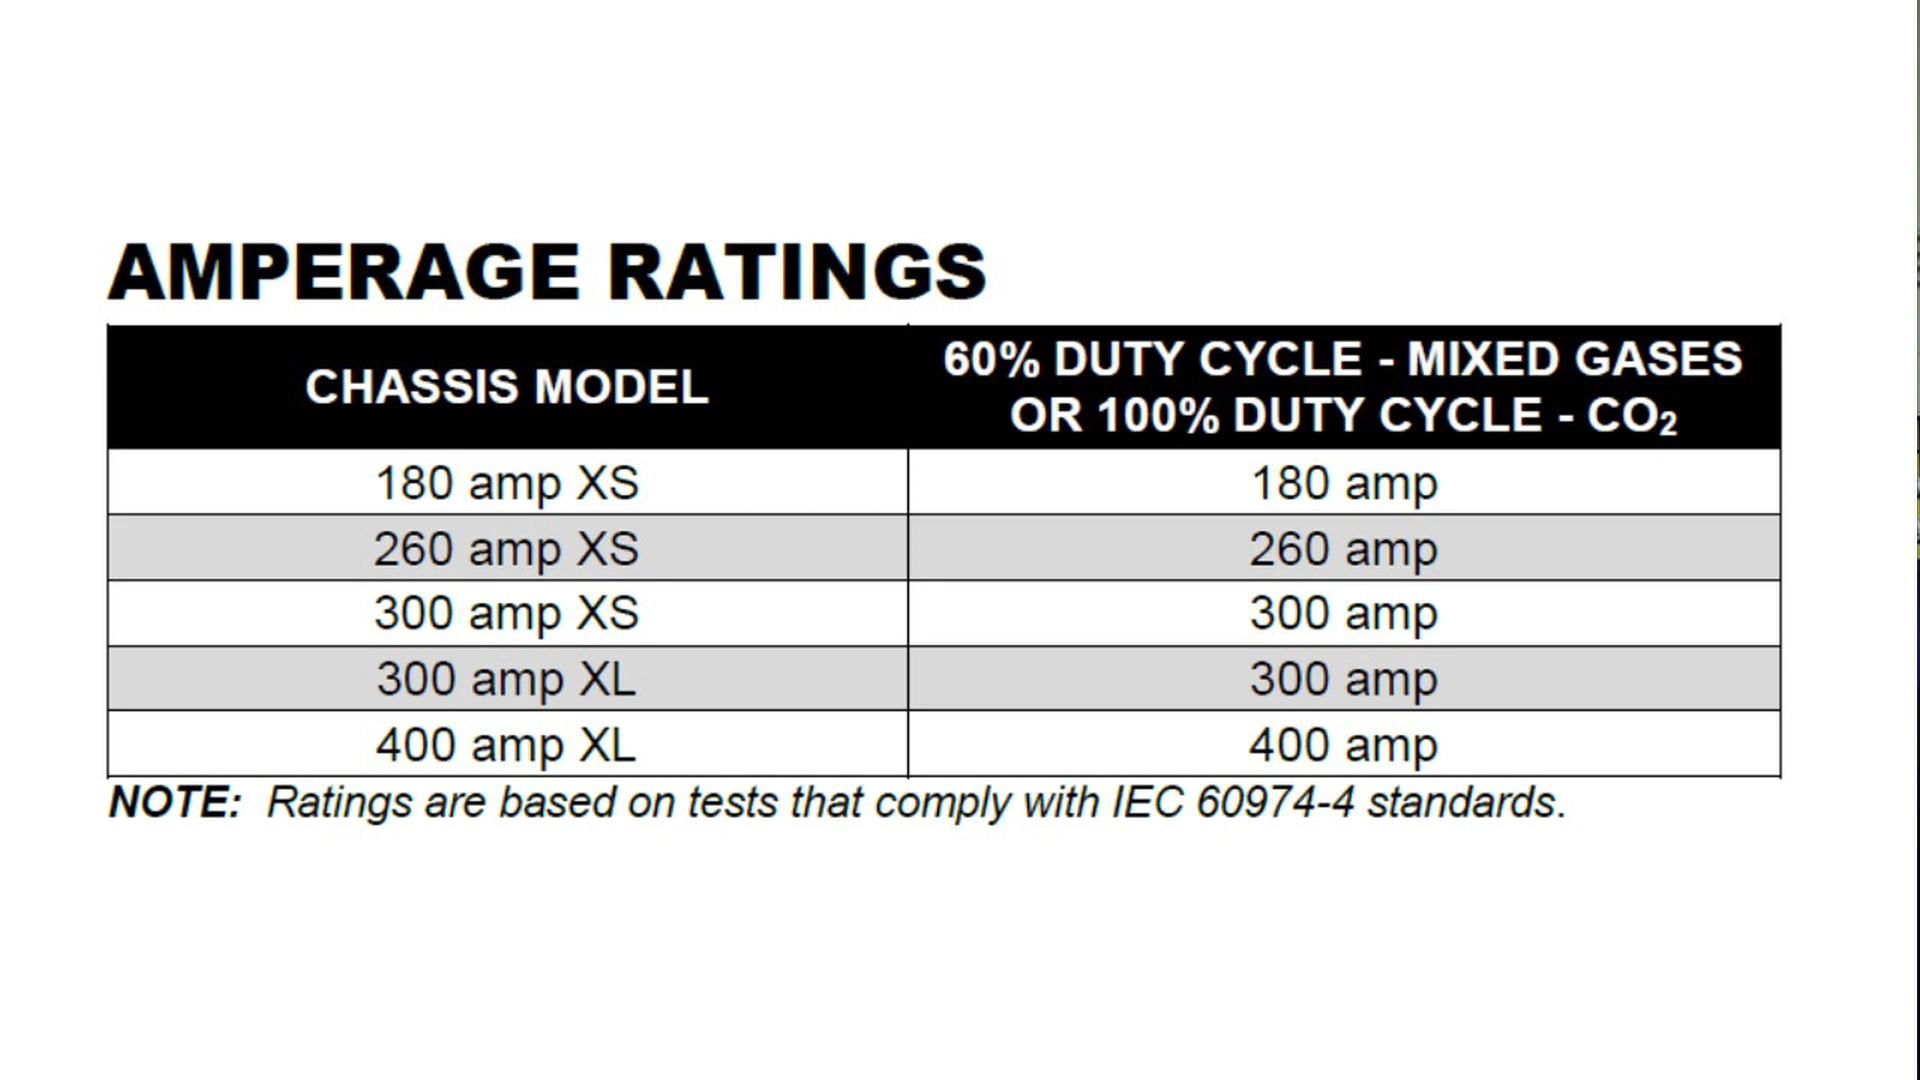 AMPERAGE RATINGS
CHASSIS MODEL
60% DUTY CYCLE - MIXED GASES
OR 100% DUTY CYCLE - CO₂
180 amp XS 180 amp
260 amp XS 260 amp
300 amp XS 300 amp
300 amp XL 300 amp
400 amp XL 400 amp
NOTE: Ratings are based on tests that comply with IEC 60974-4 standards.